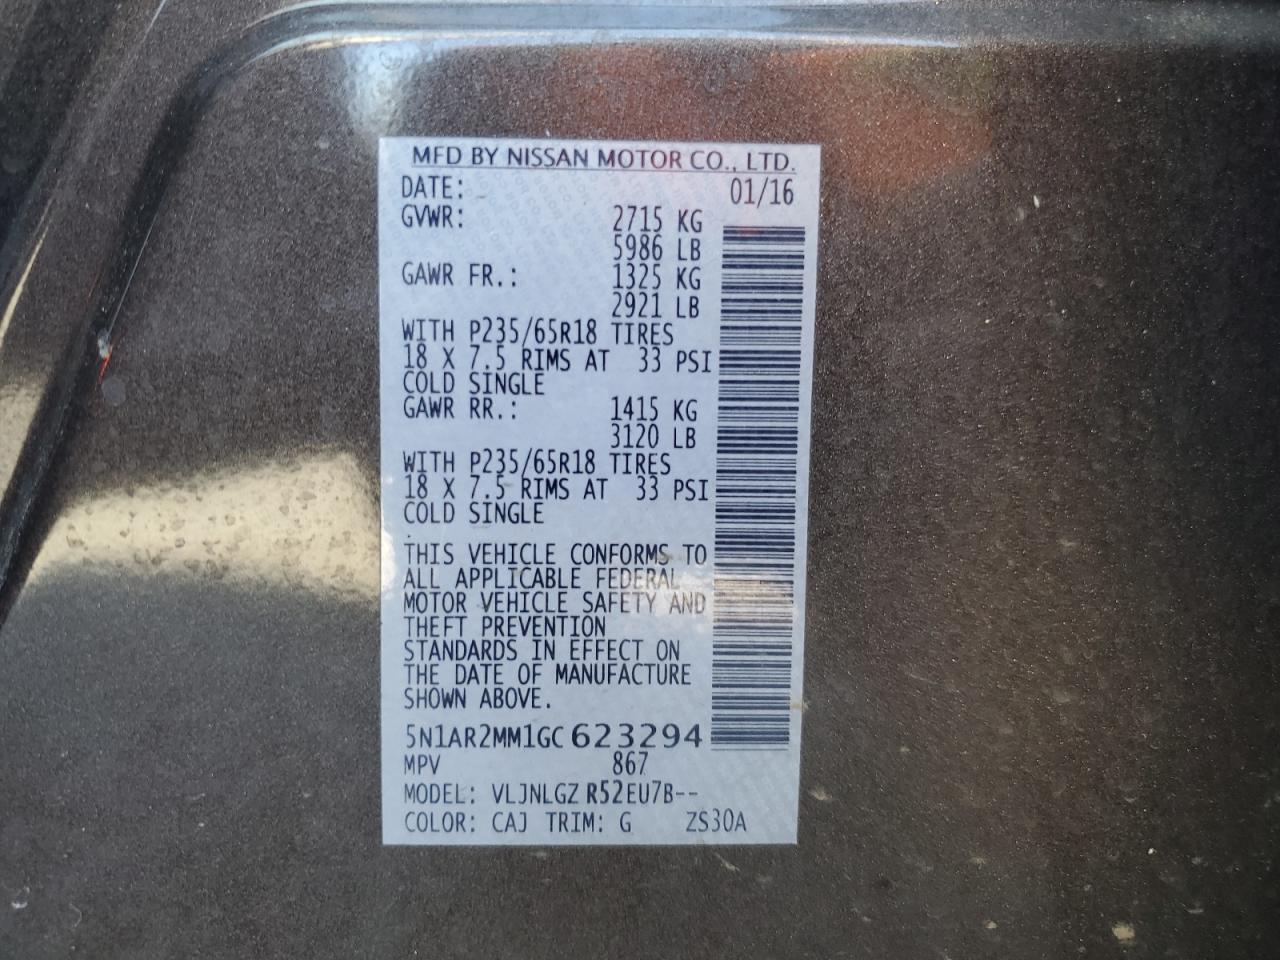 MFD BY NISSAN MOTOR CO., LTD.
DATE: 01/16
GVWR: 2715 KG
5986 LB
GAWR FR.: 1325 KG
2921 LB
WITH P235/65R18 TIRES
18 X 7.5 RIMS AT 33 PSI
COLD SINGLE
GAWR RR.: 1415 KG
3120 LB
WITH P235/65R18 TIRES
18 X 7.5 RIMS AT 33 PSI
COLD SINGLE
THIS VEHICLE CONFORMS TO
ALL APPLICABLE FEDERAL
MOTOR VEHICLE SAFETY AND
THEFT PREVENTION
STANDARDS IN EFFECT ON
THE DATE OF MANUFACTURE
SHOWN ABOVE.
5N1AR2MM1GC623294
MPV 867
MODEL: VLJNLGZ R52EU7B--
COLOR: CAJ TRIM: G ZS30A